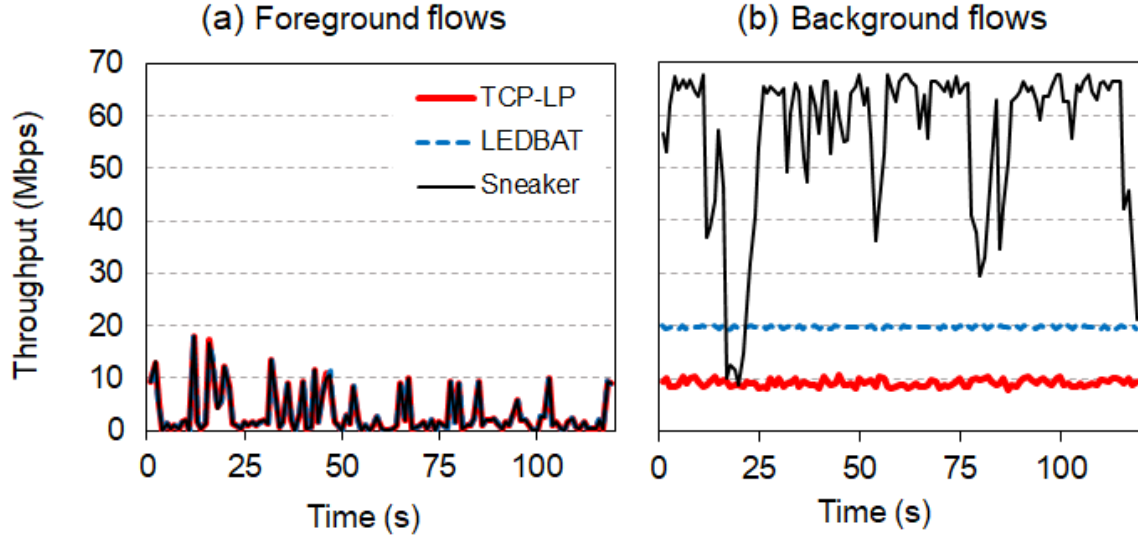 (a) Foreground flows
(b) Background flows
Throughput (Mbps)
70
60
50
40
30
20
10
0
TCP-LP
LEDBAT
Sneaker
0 25 50 75 100
0 25 50 75 100
Time (s)
Time (s)